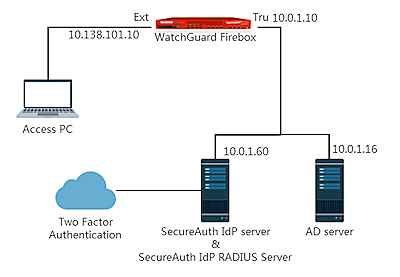 Ext
Tru
10.0.1.10
10.138.101.10
WatchGuard Firebox
Access PC
10.0.1.60
10.0.1.16
Two Factor
Authentication
SecureAuth IdP server
&
SecureAuth IdP RADIUS Server
AD server